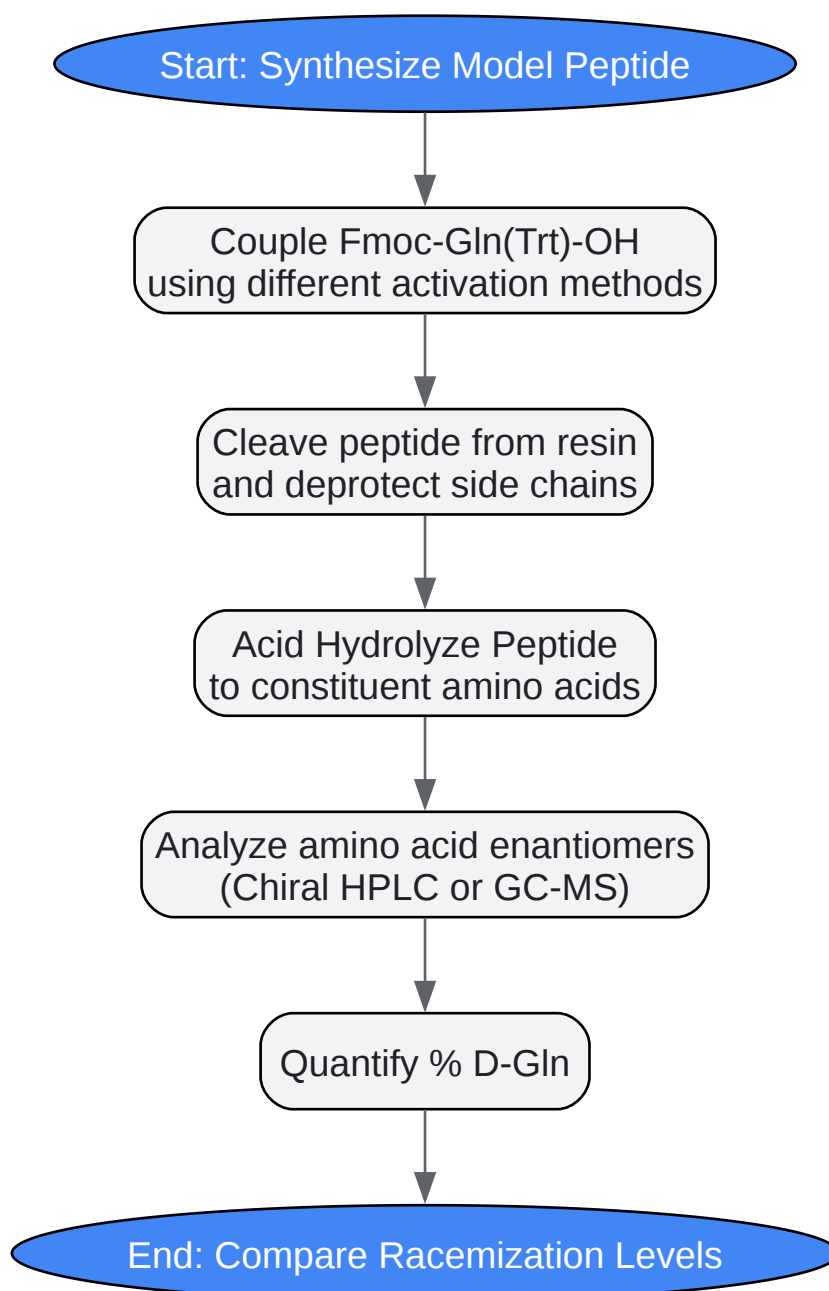 Start: Synthesize Model Peptide
Couple Fmoc-Gln(Trt)-OH
using different activation methods
Cleave peptide from resin
and deprotect side chains
Acid Hydrolyze Peptide
to constituent amino acids
Analyze amino acid enantiomers
(Chiral HPLC or GC-MS)
Quantify % D-Gln
End: Compare Racemization Levels